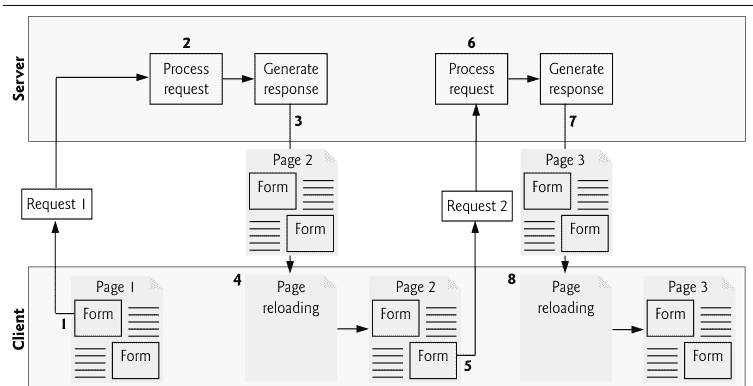 Server
2
Process
request
Generate
response
3
6
Process
request
Generate
response
7
Request 1
Page 2
Form
Form
Request 2
Page 3
Form
Form
Client
Page 1
1
Form
Form
4
Page
reloading
Page 2
Form
Form
5
8
Page
reloading
Page 3
Form
Form